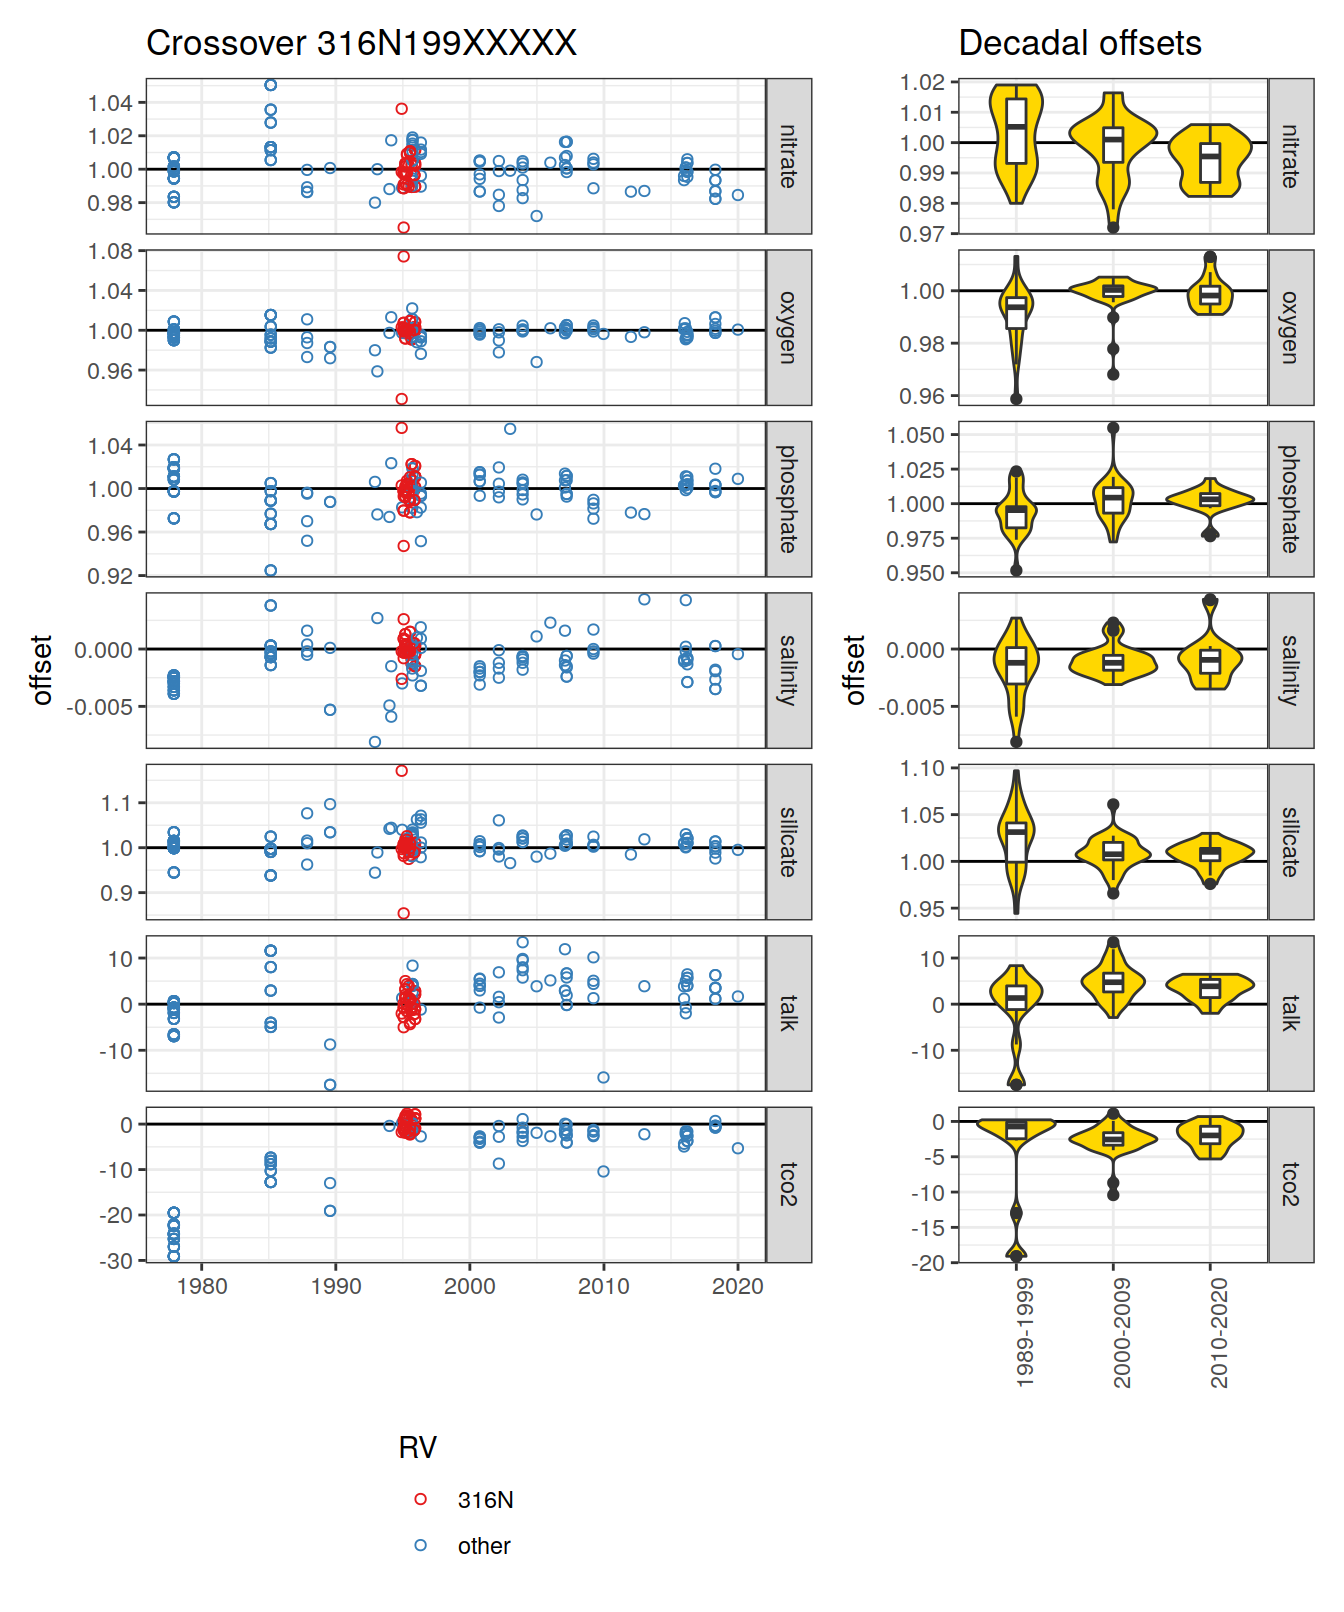 Crossover 316N199XXXXX
Decadal offsets
1.04
1.02
1.00
0.98
nitrate
1.02
1.01
1.00
0.99
0.98
0.97
nitrate
1.08
1.04
1.00
0.96
oxygen
1.00
0.98
0.96
oxygen
1.04
1.00
0.96
0.92
phosphate
1.050
1.025
1.000
0.975
0.950
phosphate
offset
0.000
-0.005
salinity
offset
0.000
-0.005
salinity
1.1
1.0
0.9
silicate
1.10
1.05
1.00
0.95
silicate
10
0
-10
talk
10
0
-10
talk
0
-10
-20
-30
tco2
0
-5
-10
-15
-20
tco2
1980 1990 2000 2010 2020
1989-1999
2000-2009
2010-2020
RV
316N
other